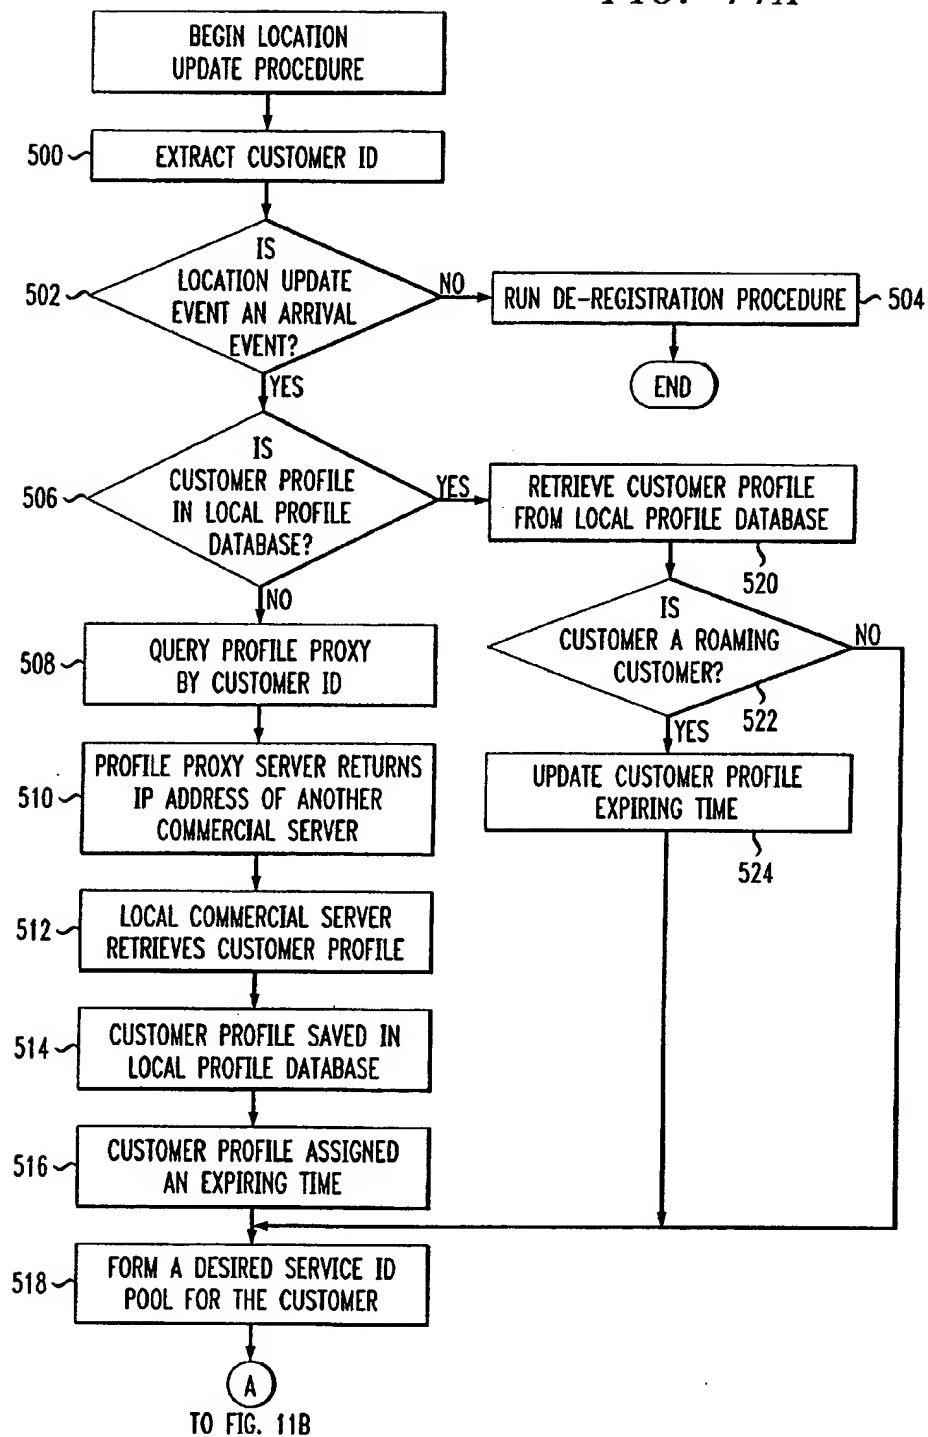 BEGIN LOCATION
UPDATE PROCEDURE
500
EXTRACT CUSTOMER ID
502
IS
LOCATION UPDATE
EVENT AN ARRIVAL
EVENT?
NO
RUN DE-REGISTRATION PROCEDURE
504
END
YES
506
IS
CUSTOMER PROFILE
IN LOCAL PROFILE
DATABASE?
YES
RETRIEVE CUSTOMER PROFILE
FROM LOCAL PROFILE DATABASE
520
NO
IS
CUSTOMER A ROAMING
CUSTOMER?
NO
522
YES
508
QUERY PROFILE PROXY
BY CUSTOMER ID
UPDATE CUSTOMER PROFILE
EXPIRING TIME
524
510
PROFILE PROXY SERVER RETURNS
IP ADDRESS OF ANOTHER
COMMERCIAL SERVER
512
LOCAL COMMERCIAL SERVER
RETRIEVES CUSTOMER PROFILE
514
CUSTOMER PROFILE SAVED IN
LOCAL PROFILE DATABASE
516
CUSTOMER PROFILE ASSIGNED
AN EXPIRING TIME
518
FORM A DESIRED SERVICE ID
POOL FOR THE CUSTOMER
A
TO FIG. 11B